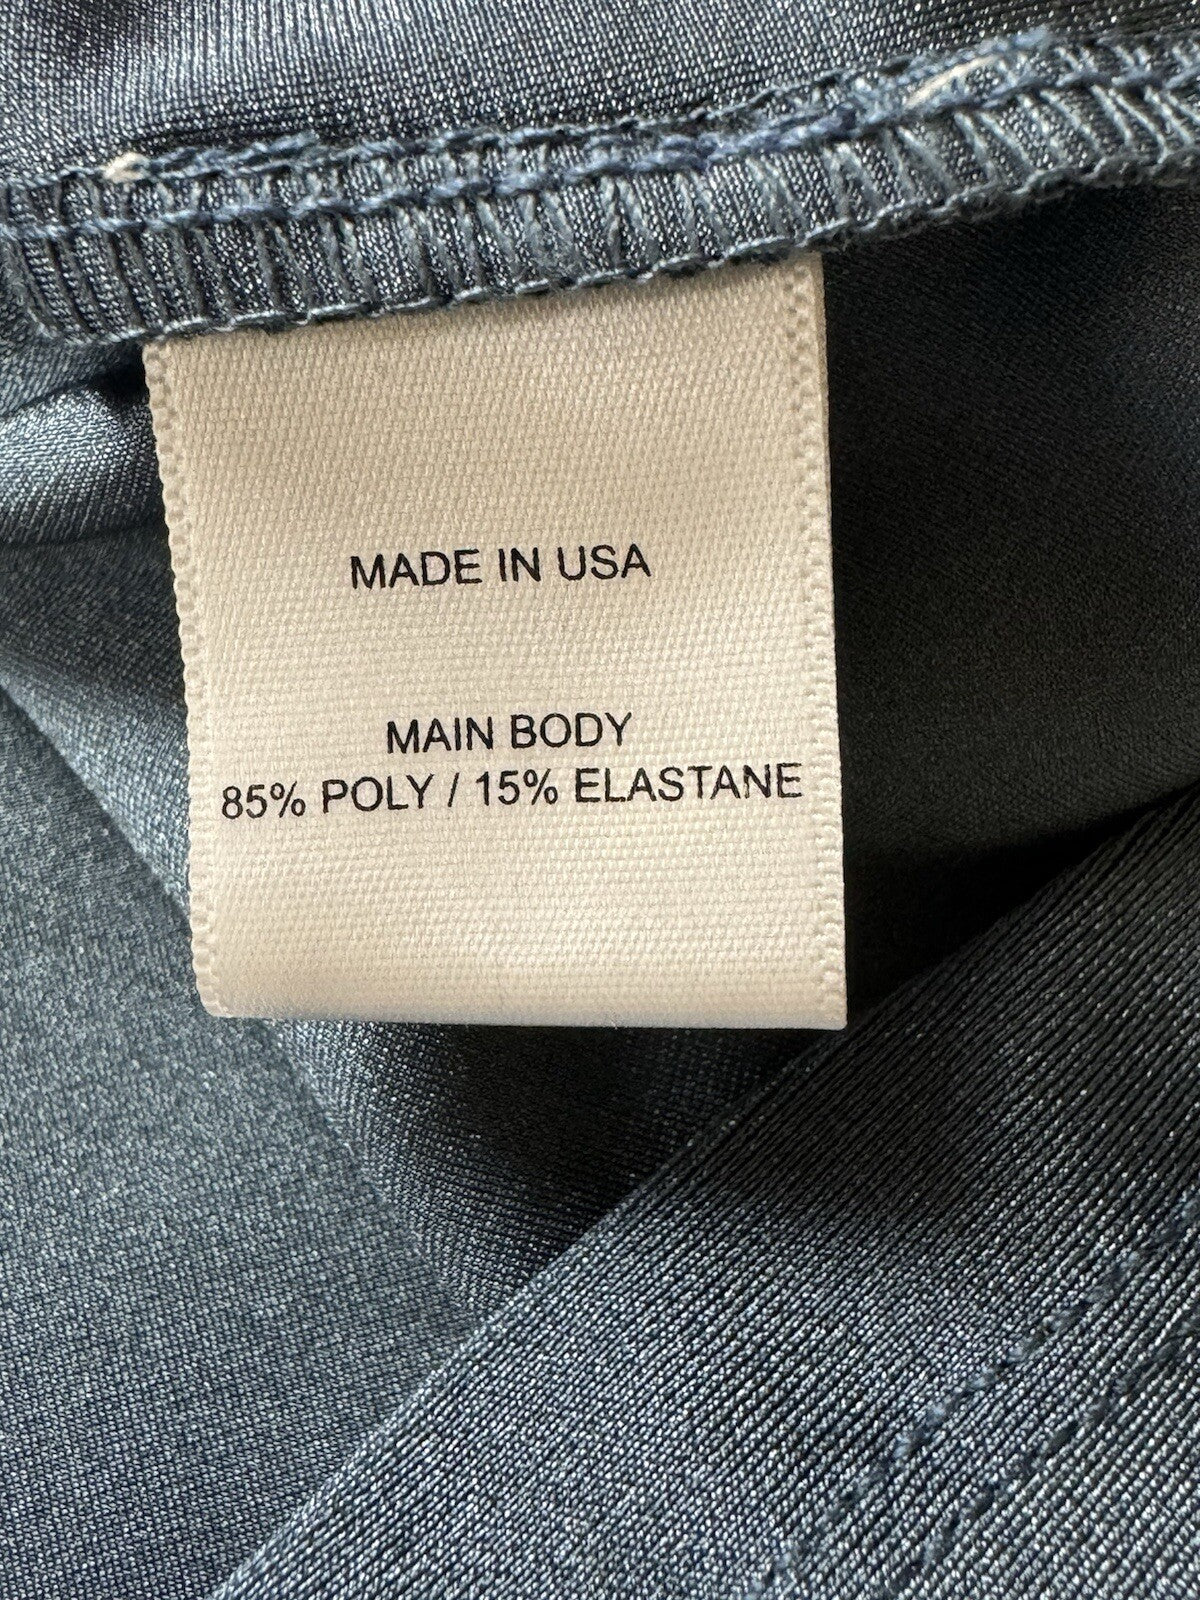 MADE IN USA
MAIN BODY
85% POLY / 15% ELASTANE